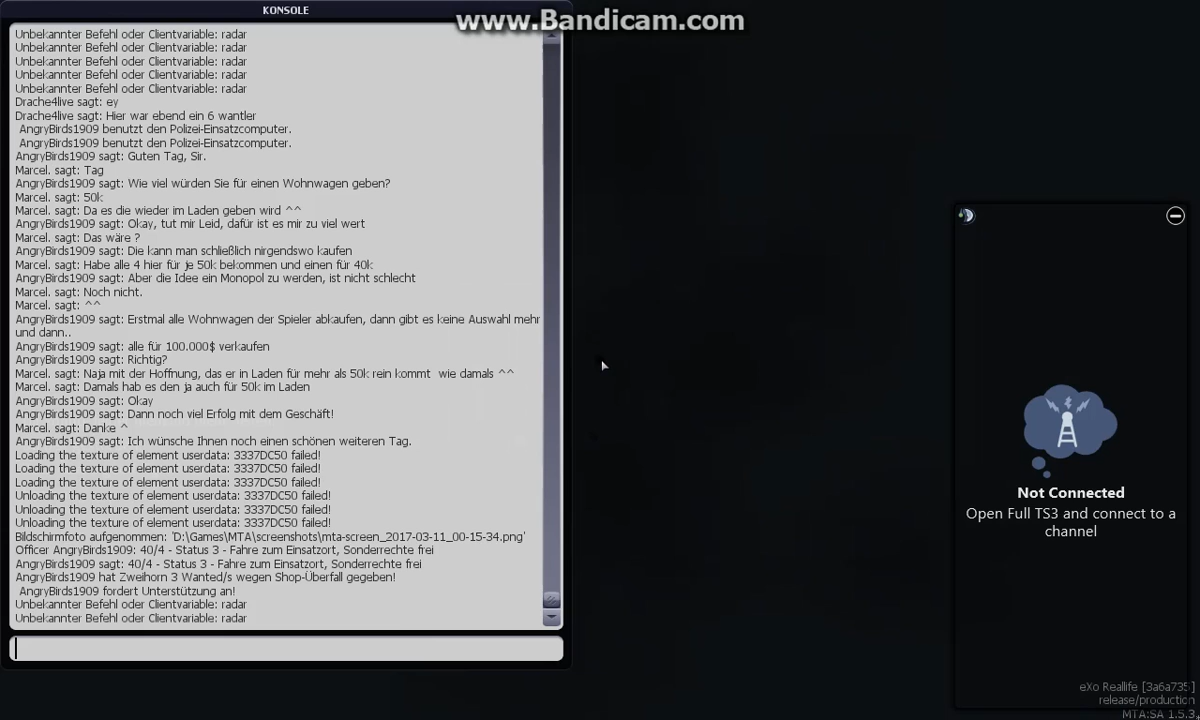 KONSOLE
www.Bandicam.com
Unbekannter Befehl oder Clientvariable: radar
Unbekannter Befehl oder Clientvariable: radar
Unbekannter Befehl oder Clientvariable: radar
Unbekannter Befehl oder Clientvariable: radar
Unbekannter Befehl oder Clientvariable: radar
Drache4live sagt: ey
Drache4live sagt: Hier war ebend ein 6 wantler
AngryBirds1909 benutzt den Polizei-Einsatzcomputer.
AngryBirds1909 benutzt den Polizei-Einsatzcomputer.
AngryBirds1909 sagt: Guten Tag, Sir.
Marcel. sagt: Tag
AngryBirds1909 sagt: Wie viel würden Sie für einen Wohnwagen geben?
Marcel. sagt: 50k
Marcel. sagt: Da es die wieder im Laden geben wird ^^
AngryBirds1909 sagt: Okay, tut mir Leid, dafür ist es mir zu viel wert
Marcel. sagt: Das wäre ?
AngryBirds1909 sagt: Die kann man schließlich nirgendswo kaufen
Marcel. sagt: Habe alle 4 hier für je 50k bekommen und einen für 40k
AngryBirds1909 sagt: Aber die Idee ein Monopol zu werden, ist nicht schlecht
Marcel. sagt: Noch nicht.
Marcel. sagt: ^^
AngryBirds1909 sagt: Erstmal alle Wohnwagen der Spieler abkaufen, dann gibt es keine Auswahl mehr
und dann..
AngryBirds1909 sagt: alle für 100.000$ verkaufen
AngryBirds1909 sagt: Richtig?
Marcel. sagt: Naja mit der Hoffnung, das er in Laden für mehr als 50k rein kommt  wie damals ^^
Marcel. sagt: Damals hab es den ja auch für 50k im Laden
AngryBirds1909 sagt: Okay
AngryBirds1909 sagt: Dann noch viel Erfolg mit dem Geschäft!
Marcel. sagt: Danke ^
AngryBirds1909 sagt: Ich wünsche Ihnen noch einen schönen weiteren Tag.
Loading the texture of element userdata: 3337DC50 failed!
Loading the texture of element userdata: 3337DC50 failed!
Loading the texture of element userdata: 3337DC50 failed!
Unloading the texture of element userdata: 3337DC50 failed!
Unloading the texture of element userdata: 3337DC50 failed!
Unloading the texture of element userdata: 3337DC50 failed!
Bildschirmfoto aufgenommen: 'D:\Games\MTA\screenshots\mta-screen_2017-03-11_00-15-34.png'
Officer AngryBirds1909: 40/4 - Status 3 - Fahre zum Einsatzort, Sonderrechte frei
AngryBirds1909 sagt: 40/4 - Status 3 - Fahre zum Einsatzort, Sonderrechte frei
AngryBirds1909 hat Zweihorn 3 Wanted/s wegen Shop-Überfall gegeben!
AngryBirds1909 fordert Unterstützung an!
Unbekannter Befehl oder Clientvariable: radar
Unbekannter Befehl oder Clientvariable: radar
Not Connected
Open Full TS3 and connect to a
channel
eXo Reallife [3a6a735]
release/production
MTA:SA 1.5.3